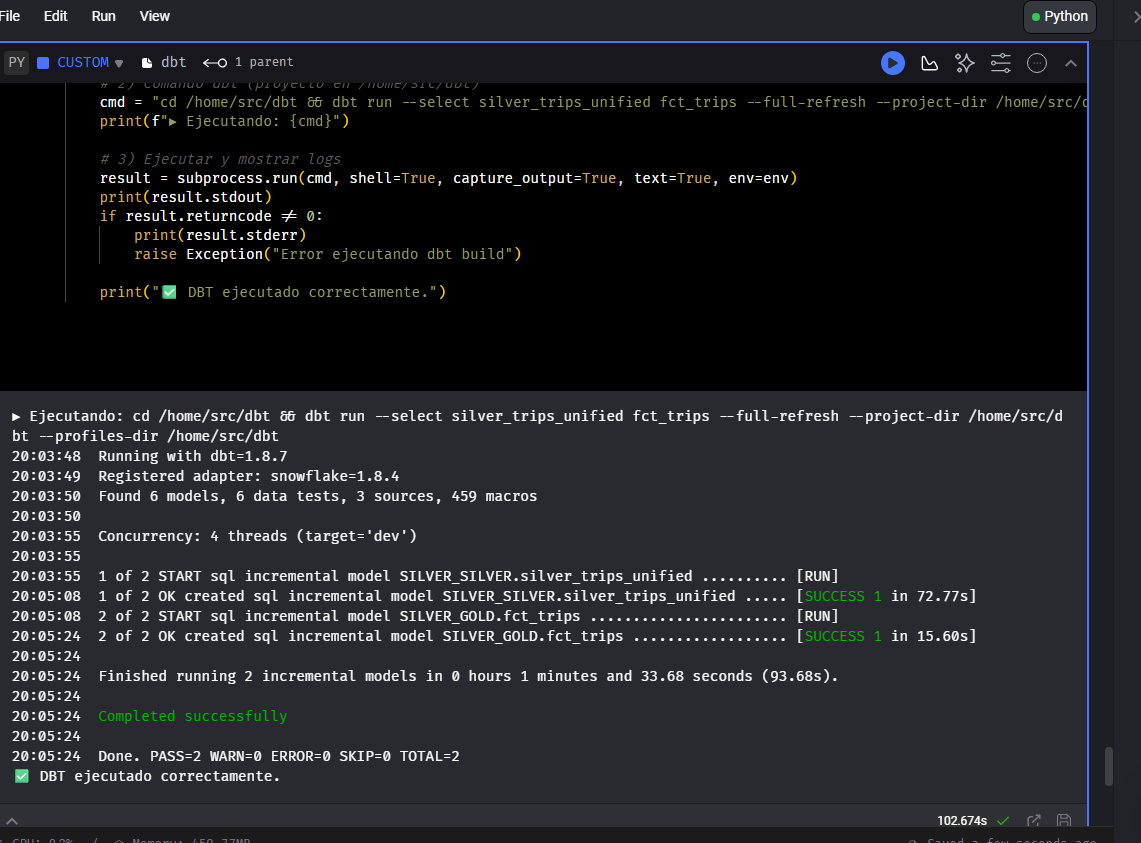 File Edit Run View Python
PY CUSTOM dbt 1 parent
# 2) Comando dbt (proyecto en /home/src/dbt)
cmd = "cd /home/src/dbt && dbt run --select silver_trips_unified fct_trips --full-refresh --project-dir /home/src/d
print(f"▶ Ejecutando: {cmd}")
# 3) Ejecutar y mostrar logs
result = subprocess.run(cmd, shell=True, capture_output=True, text=True, env=env)
print(result.stdout)
if result.returncode != 0:
print(result.stderr)
raise Exception("Error ejecutando dbt build")
print("✅ DBT ejecutado correctamente.")
▶ Ejecutando: cd /home/src/dbt && dbt run --select silver_trips_unified fct_trips --full-refresh --project-dir /home/src/d
bt --profiles-dir /home/src/dbt
20:03:48 Running with dbt=1.8.7
20:03:49 Registered adapter: snowflake=1.8.4
20:03:50 Found 6 models, 6 data tests, 3 sources, 459 macros
20:03:50
20:03:55 Concurrency: 4 threads (target='dev')
20:03:55
20:03:55 1 of 2 START sql incremental model SILVER_SILVER.silver_trips_unified .......... [RUN]
20:05:08 1 of 2 OK created sql incremental model SILVER_SILVER.silver_trips_unified ..... [SUCCESS 1 in 72.77s]
20:05:08 2 of 2 START sql incremental model SILVER_GOLD.fct_trips ....................... [RUN]
20:05:24 2 of 2 OK created sql incremental model SILVER_GOLD.fct_trips .................. [SUCCESS 1 in 15.60s]
20:05:24
20:05:24 Finished running 2 incremental models in 0 hours 1 minutes and 33.68 seconds (93.68s).
20:05:24
20:05:24 Completed successfully
20:05:24
20:05:24 Done. PASS=2 WARN=0 ERROR=0 SKIP=0 TOTAL=2
✅ DBT ejecutado correctamente.
102.674s
Saved a few seconds ago